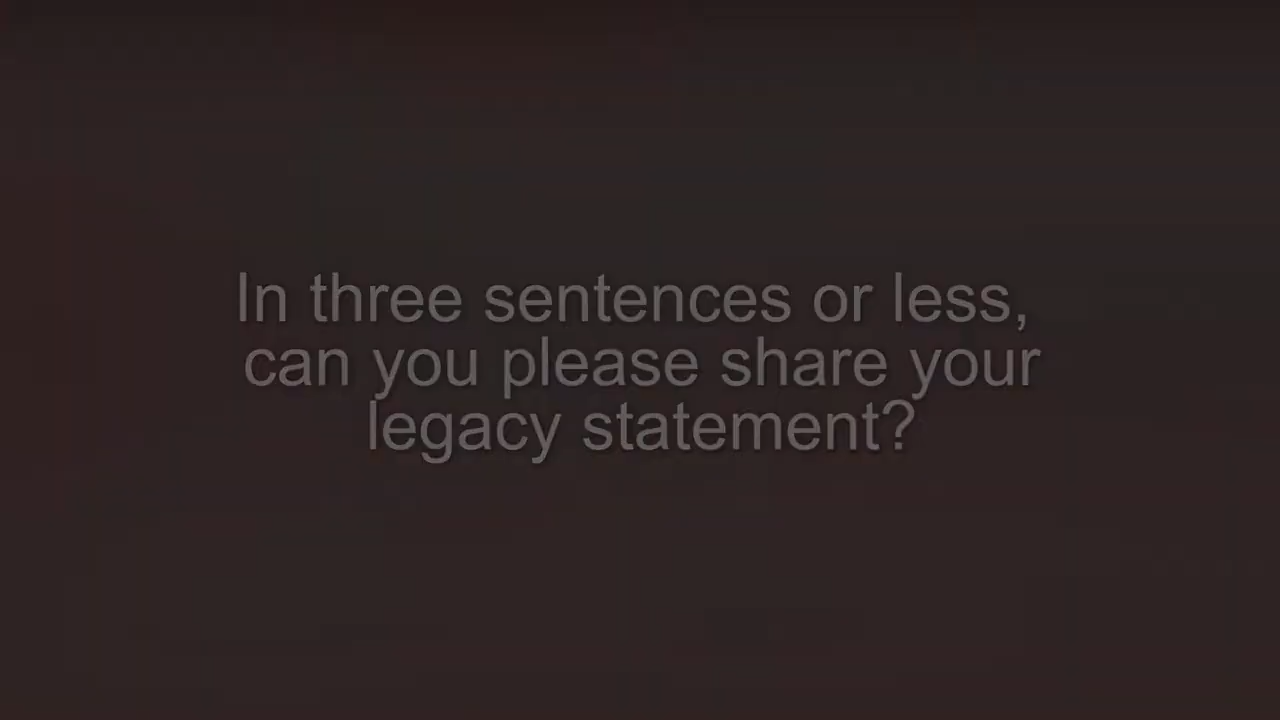 In three sentences or less,
can you please share your
legacy statement?